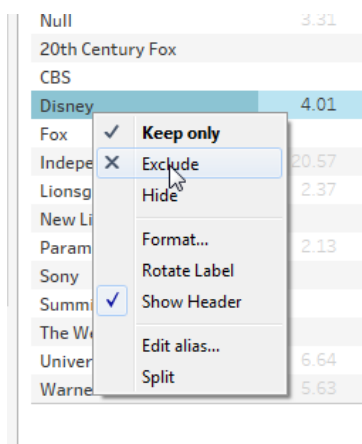 Null 3.31
20th Century Fox
CBS
Disney 4.01
Fox
Keep only
Indepe 20.57
Exclude
Lionsg 2.37
Hide
New Li
Param 2.13
Format...
Sony
Rotate Label
Summi
Show Header
The We
Univer 6.64
Edit alias...
Warne 5.63
Split